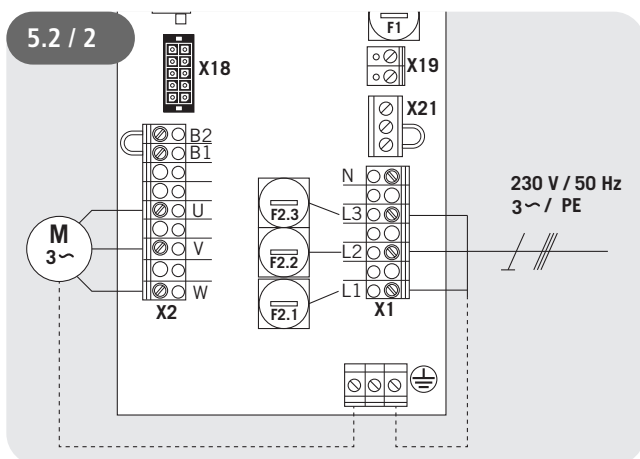 5.2 / 2
F1
X18
X19
X21
B2
B1
N
U
F2.3
L3
230 V / 50 Hz
3~ / PE
M
3~
V
F2.2
L2
W
F2.1
L1
X2
X1